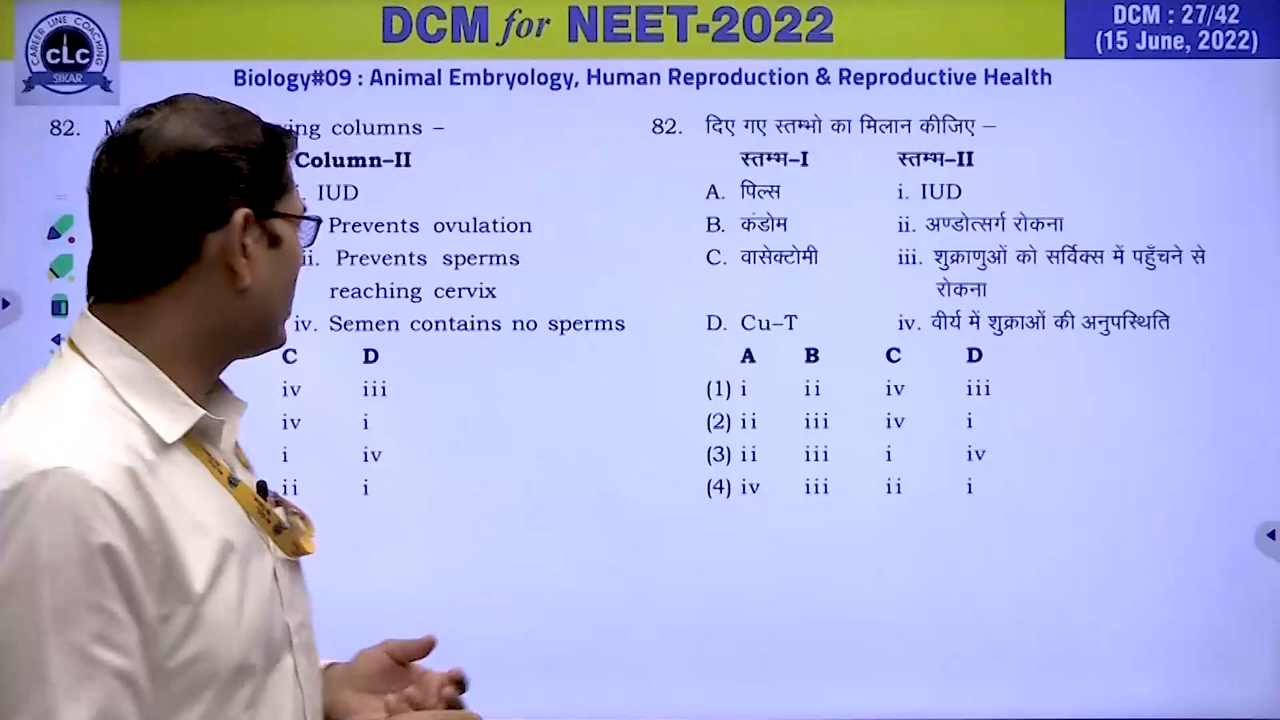 DCM for NEET-2022
DCM : 27/42
(15 June, 2022)
CAREER LINE COACHING
CLC
SIKAR
Biology#09 : Animal Embryology, Human Reproduction & Reproductive Health
82.
columns –
Column–II
IUD
Prevents ovulation
Prevents sperms
reaching cervix
iv. Semen contains no sperms
C D
iv iii
iv i
i iv
ii i
82. दिए गए स्तम्भो का मिलान कीजिए –
स्तम्भ–I स्तम्भ–II
A. पिल्स i. IUD
B. कंडोम ii. अण्डोत्सर्ग रोकना
C. वासेक्टोमी iii. शुक्राणुओं को सर्विक्स में पहुँचने से
रोकना
D. Cu–T iv. वीर्य में शुक्राओं की अनुपस्थिति
A B C D
(1) i ii iv iii
(2) ii iii iv i
(3) ii iii i iv
(4) iv iii ii i